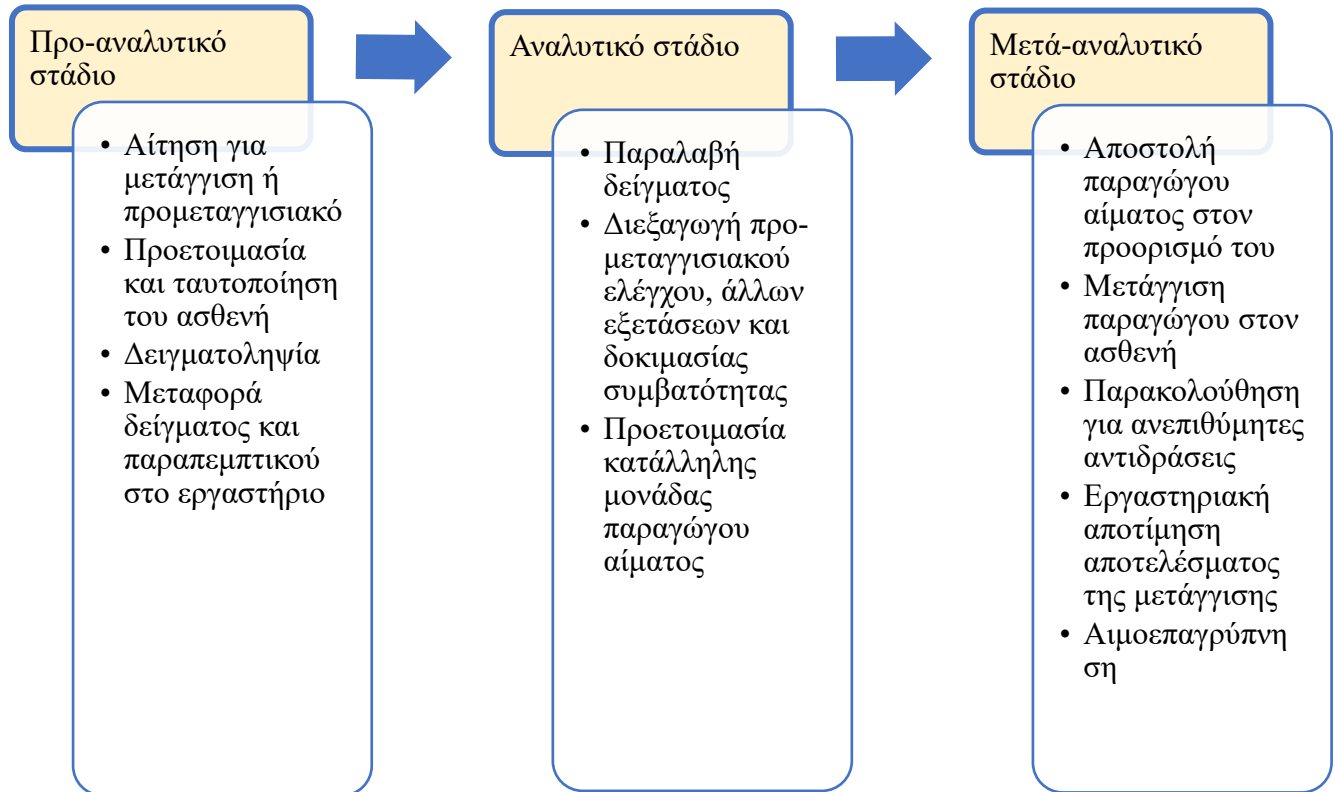 Προ-αναλυτικό
στάδιο
• Αίτηση για
μετάγγιση ή
προμεταγγισιακό
• Προετοιμασία
και ταυτοποίηση
του ασθενή
• Δειγματοληψία
• Μεταφορά
δείγματος και
παραπεμπτικού
στο εργαστήριο
Αναλυτικό στάδιο
• Παραλαβή
δείγματος
• Διεξαγωγή προ-
μεταγγισιακού
ελέγχου, άλλων
εξετάσεων και
δοκιμασίας
συμβατότητας
• Προετοιμασία
κατάλληλης
μονάδας
παραγώγου
αίματος
Μετά-αναλυτικό
στάδιο
• Αποστολή
παραγώγου
αίματος στον
προορισμό του
• Μετάγγιση
παραγώγου στον
ασθενή
• Παρακολούθηση
για ανεπιθύμητες
αντιδράσεις
• Εργαστηριακή
αποτίμηση
αποτελέσματος
της μετάγγισης
• Αιμοεπαγρύπνη
ση